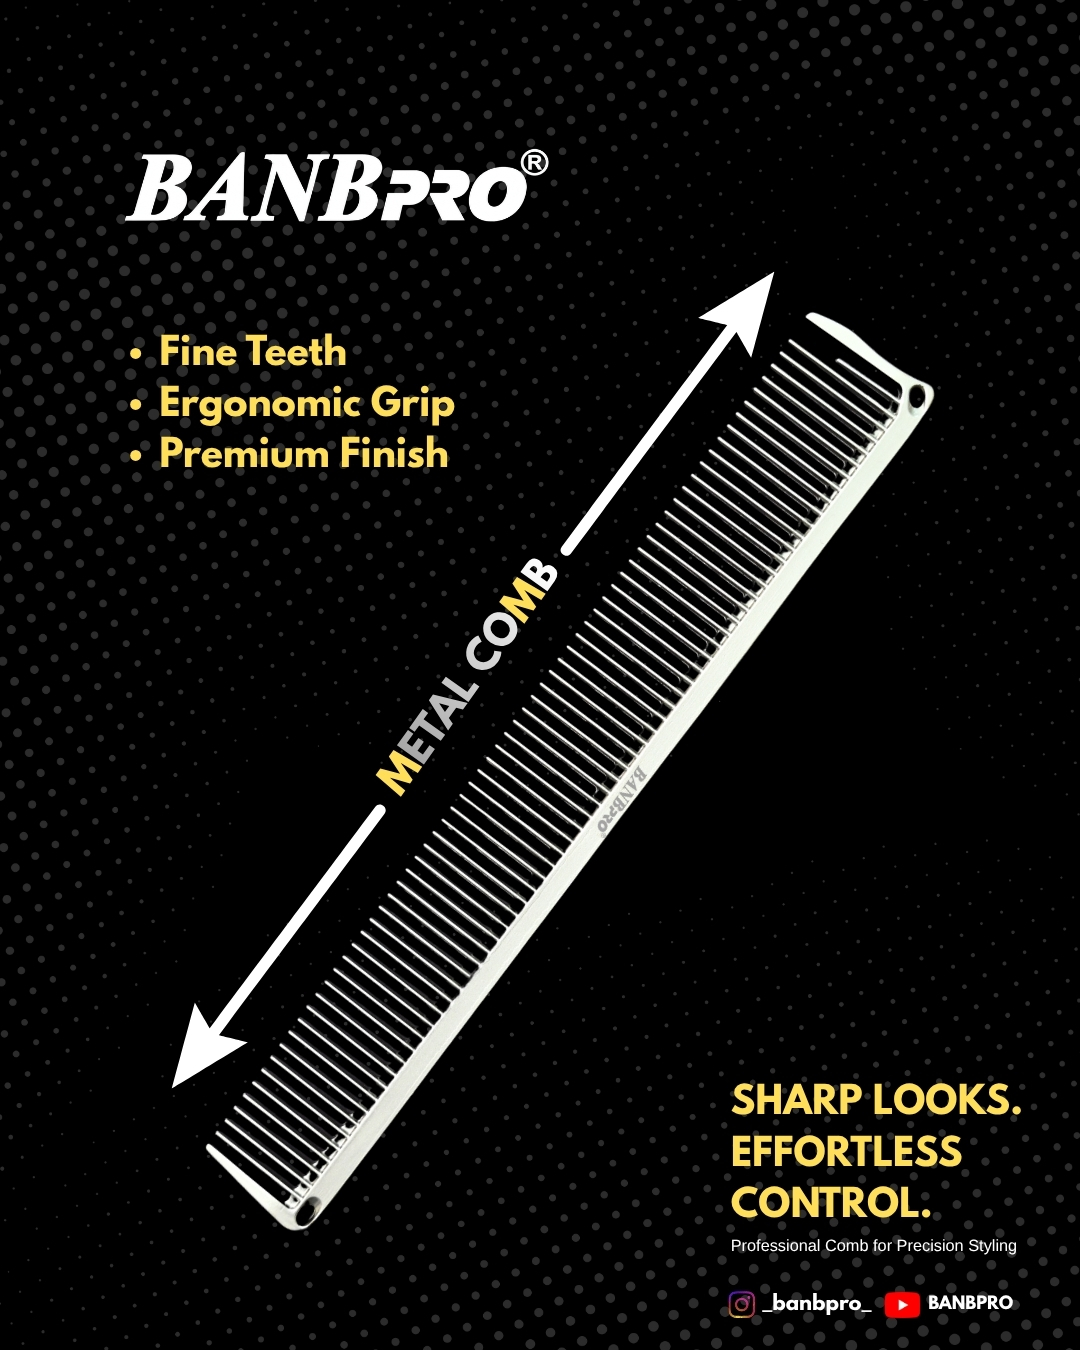 BANBPRO®
• Fine Teeth
• Ergonomic Grip
• Premium Finish
METAL COMB
BANBPRO
SHARP LOOKS.
EFFORTLESS
CONTROL.
Professional Comb for Precision Styling
_banbpro_ BANBPRO